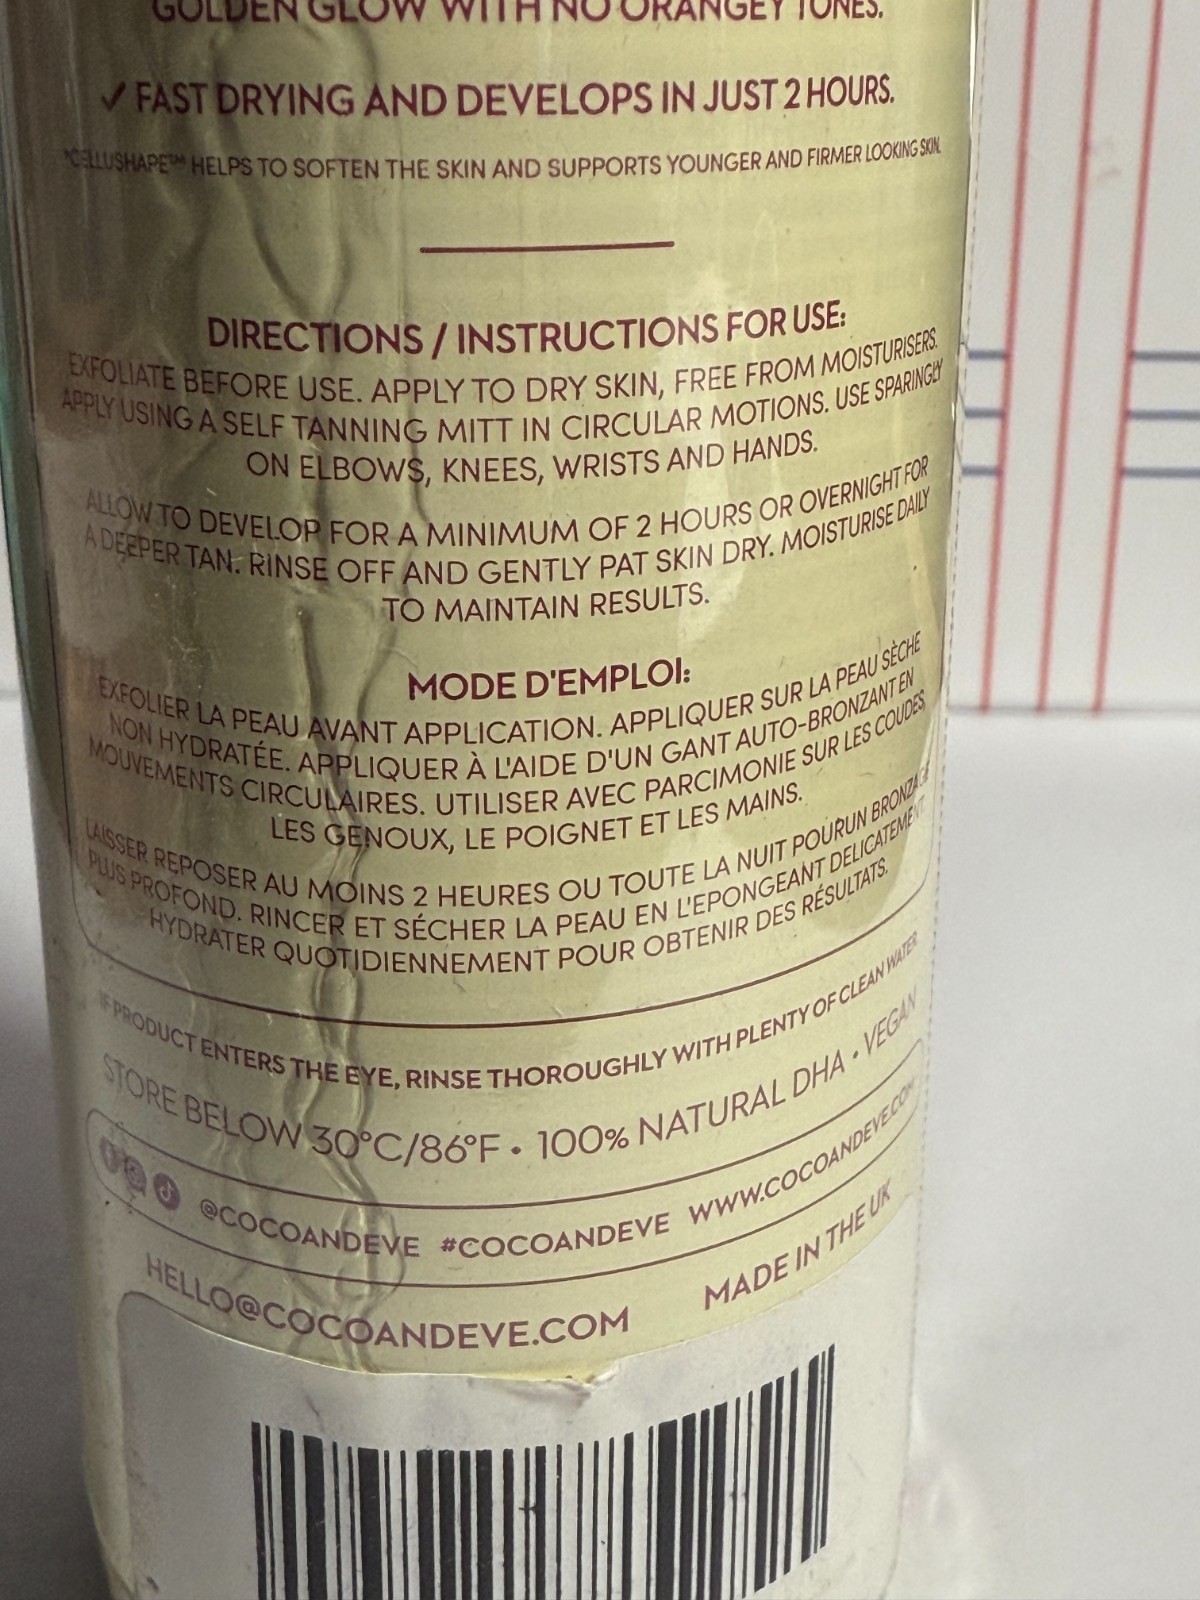 GOLDEN GLOW WITH NO ORANGEY TONES.
✓ FAST DRYING AND DEVELOPS IN JUST 2 HOURS.
*CELLUSHAPE™ HELPS TO SOFTEN THE SKIN AND SUPPORTS YOUNGER AND FIRMER LOOKING SKIN.
DIRECTIONS / INSTRUCTIONS FOR USE:
EXFOLIATE BEFORE USE. APPLY TO DRY SKIN, FREE FROM MOISTURISERS.
APPLY USING A SELF TANNING MITT IN CIRCULAR MOTIONS. USE SPARINGLY
ON ELBOWS, KNEES, WRISTS AND HANDS.
ALLOW TO DEVELOP FOR A MINIMUM OF 2 HOURS OR OVERNIGHT FOR
A DEEPER TAN. RINSE OFF AND GENTLY PAT SKIN DRY. MOISTURISE DAILY
TO MAINTAIN RESULTS.
MODE D'EMPLOI:
EXFOLIER LA PEAU AVANT APPLICATION. APPLIQUER SUR LA PEAU SÈCHE
NON HYDRATÉE. APPLIQUER À L'AIDE D'UN GANT AUTO-BRONZANT EN
MOUVEMENTS CIRCULAIRES. UTILISER AVEC PARCIMONIE SUR LES COUDES,
LES GENOUX, LE POIGNET ET LES MAINS.
LAISSER REPOSER AU MOINS 2 HEURES OU TOUTE LA NUIT POURUN BRONZAGE
PLUS PROFOND. RINCER ET SÉCHER LA PEAU EN L'EPONGEANT DELICATEMENT.
HYDRATER QUOTIDIENNEMENT POUR OBTENIR DES RÉSULTATS.
IF PRODUCT ENTERS THE EYE, RINSE THOROUGHLY WITH PLENTY OF CLEAN WATER.
STORE BELOW 30°C/86°F • 100% NATURAL DHA • VEGAN
@COCOANDEVE #COCOANDEVE WWW.COCOANDEVE.COM
HELLO@COCOANDEVE.COM MADE IN THE UK